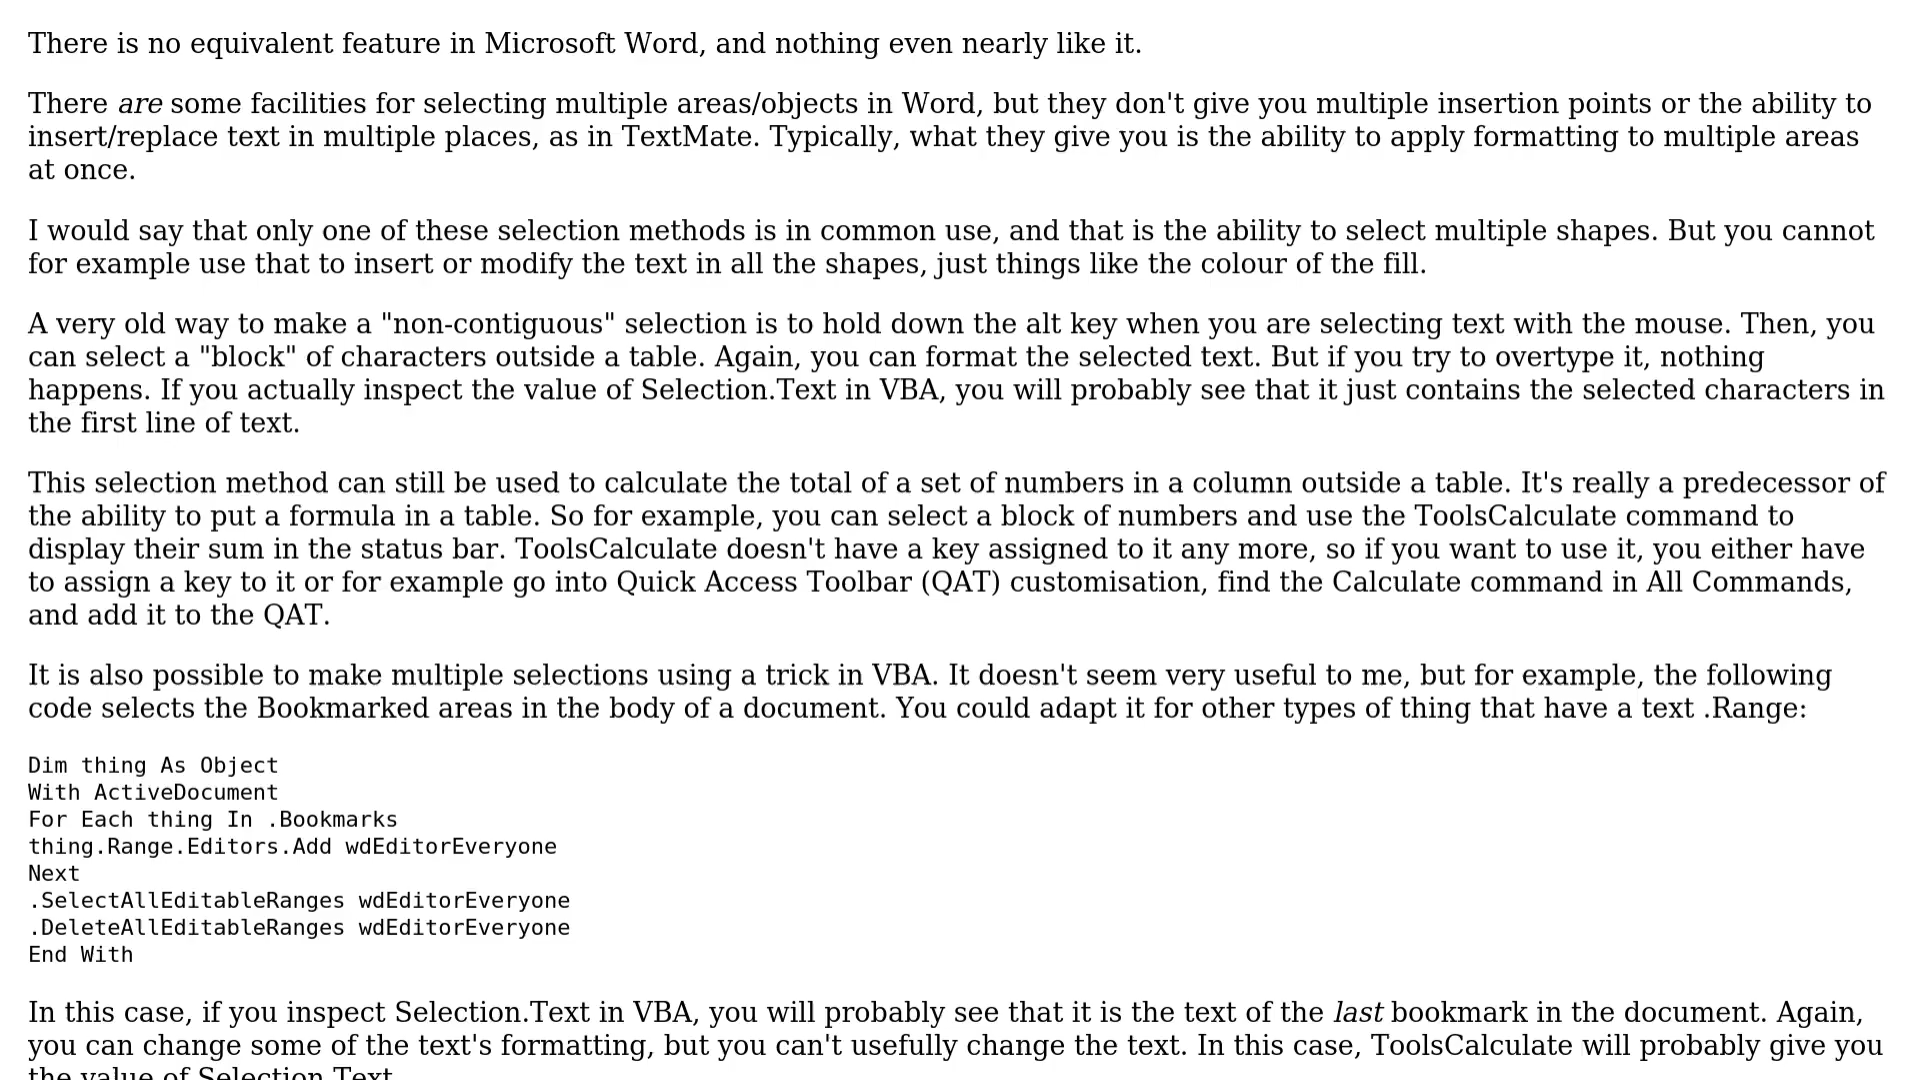 There is no equivalent feature in Microsoft Word, and nothing even nearly like it.
There are some facilities for selecting multiple areas/objects in Word, but they don't give you multiple insertion points or the ability to
insert/replace text in multiple places, as in TextMate. Typically, what they give you is the ability to apply formatting to multiple areas
at once.
I would say that only one of these selection methods is in common use, and that is the ability to select multiple shapes. But you cannot
for example use that to insert or modify the text in all the shapes, just things like the colour of the fill.
A very old way to make a "non-contiguous" selection is to hold down the alt key when you are selecting text with the mouse. Then, you
can select a "block" of characters outside a table. Again, you can format the selected text. But if you try to overtype it, nothing
happens. If you actually inspect the value of Selection.Text in VBA, you will probably see that it just contains the selected characters in
the first line of text.
This selection method can still be used to calculate the total of a set of numbers in a column outside a table. It's really a predecessor of
the ability to put a formula in a table. So for example, you can select a block of numbers and use the ToolsCalculate command to
display their sum in the status bar. ToolsCalculate doesn't have a key assigned to it any more, so if you want to use it, you either have
to assign a key to it or for example go into Quick Access Toolbar (QAT) customisation, find the Calculate command in All Commands,
and add it to the QAT.
It is also possible to make multiple selections using a trick in VBA. It doesn't seem very useful to me, but for example, the following
code selects the Bookmarked areas in the body of a document. You could adapt it for other types of thing that have a text .Range:
Dim thing As Object
With ActiveDocument
For Each thing In .Bookmarks
thing.Range.Editors.Add wdEditorEveryone
Next
.SelectAllEditableRanges wdEditorEveryone
.DeleteAllEditableRanges wdEditorEveryone
End With
In this case, if you inspect Selection.Text in VBA, you will probably see that it is the text of the last bookmark in the document. Again,
you can change some of the text's formatting, but you can't usefully change the text. In this case, ToolsCalculate will probably give you
the value of Selection.Text.